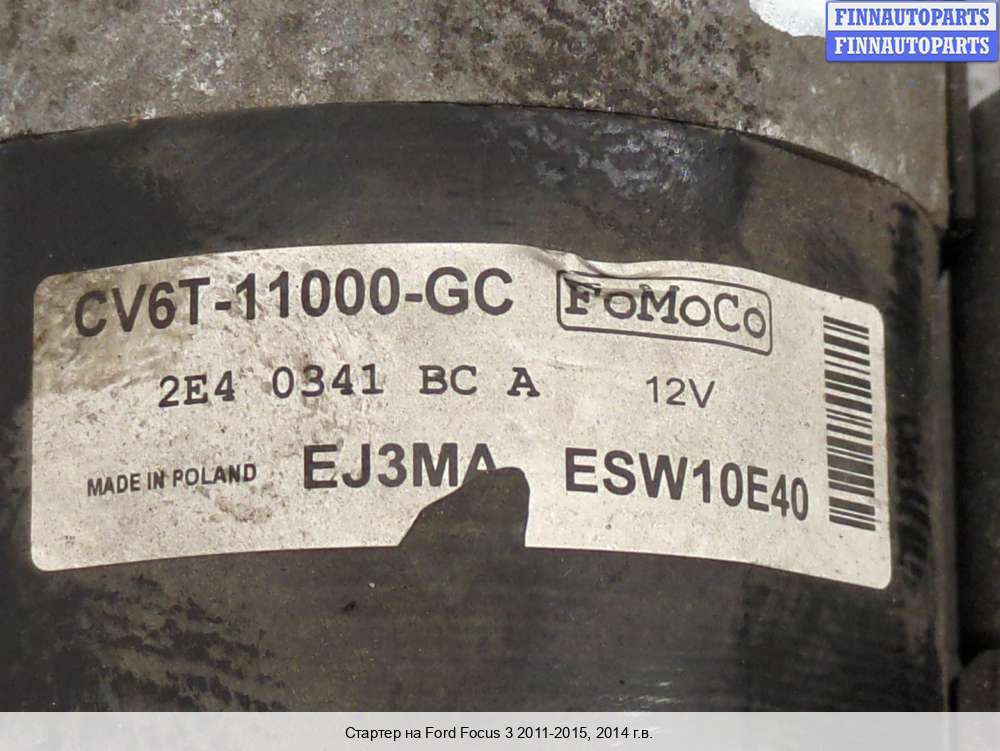 FINNAUTOPARTS
FINNAUTOPARTS
CV6T-11000-GC FoMoCo
2E4 0341 BC A 12V
MADE IN POLAND EJ3MA ESW10E40
Стартер на Ford Focus 3 2011-2015, 2014 г.в.